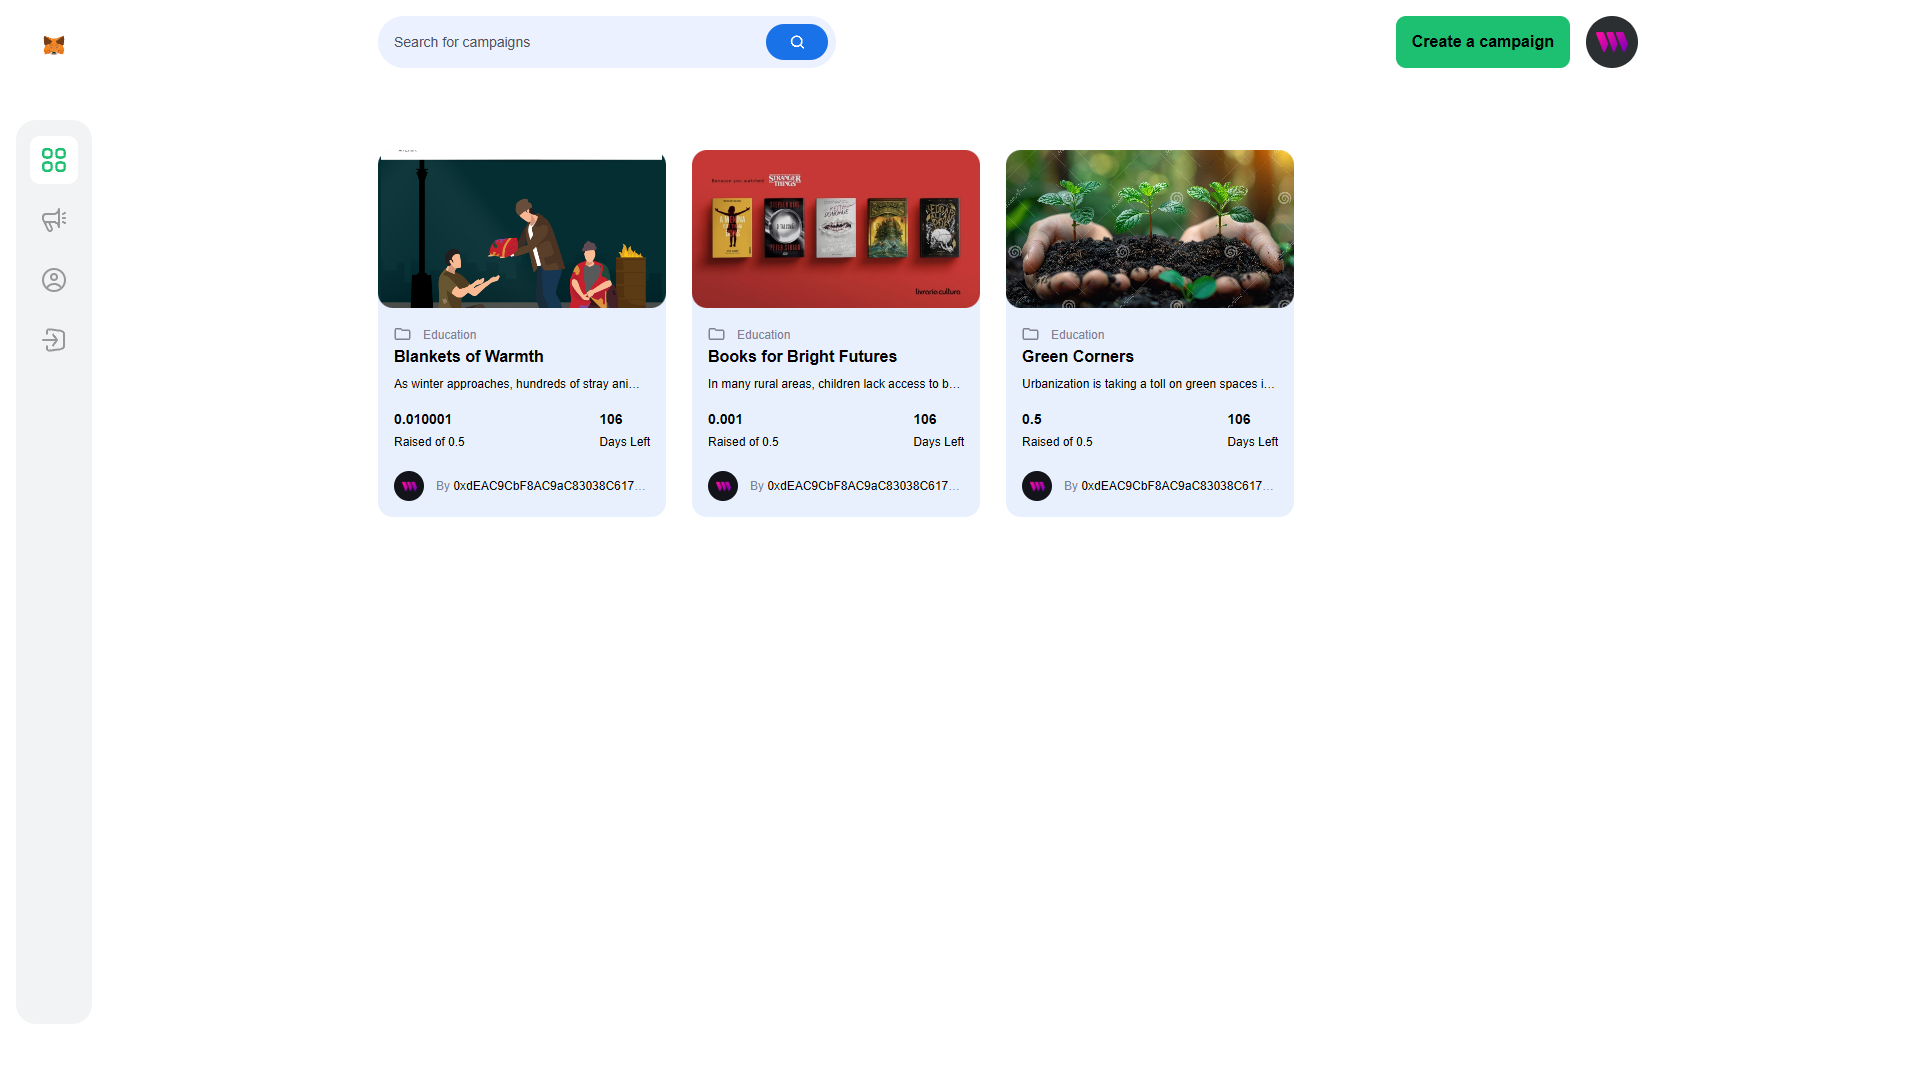 Search for campaigns
Create a campaign
STRANGER
THINGS
livraria cultura
Education
Blankets of Warmth
As winter approaches, hundreds of stray ani...
0.010001
106
Raised of 0.5
Days Left
By 0xdEAC9CbF8AC9aC83038C617...
Education
Books for Bright Futures
In many rural areas, children lack access to b...
0.001
106
Raised of 0.5
Days Left
By 0xdEAC9CbF8AC9aC83038C617...
Education
Green Corners
Urbanization is taking a toll on green spaces i...
0.5
106
Raised of 0.5
Days Left
By 0xdEAC9CbF8AC9aC83038C617...